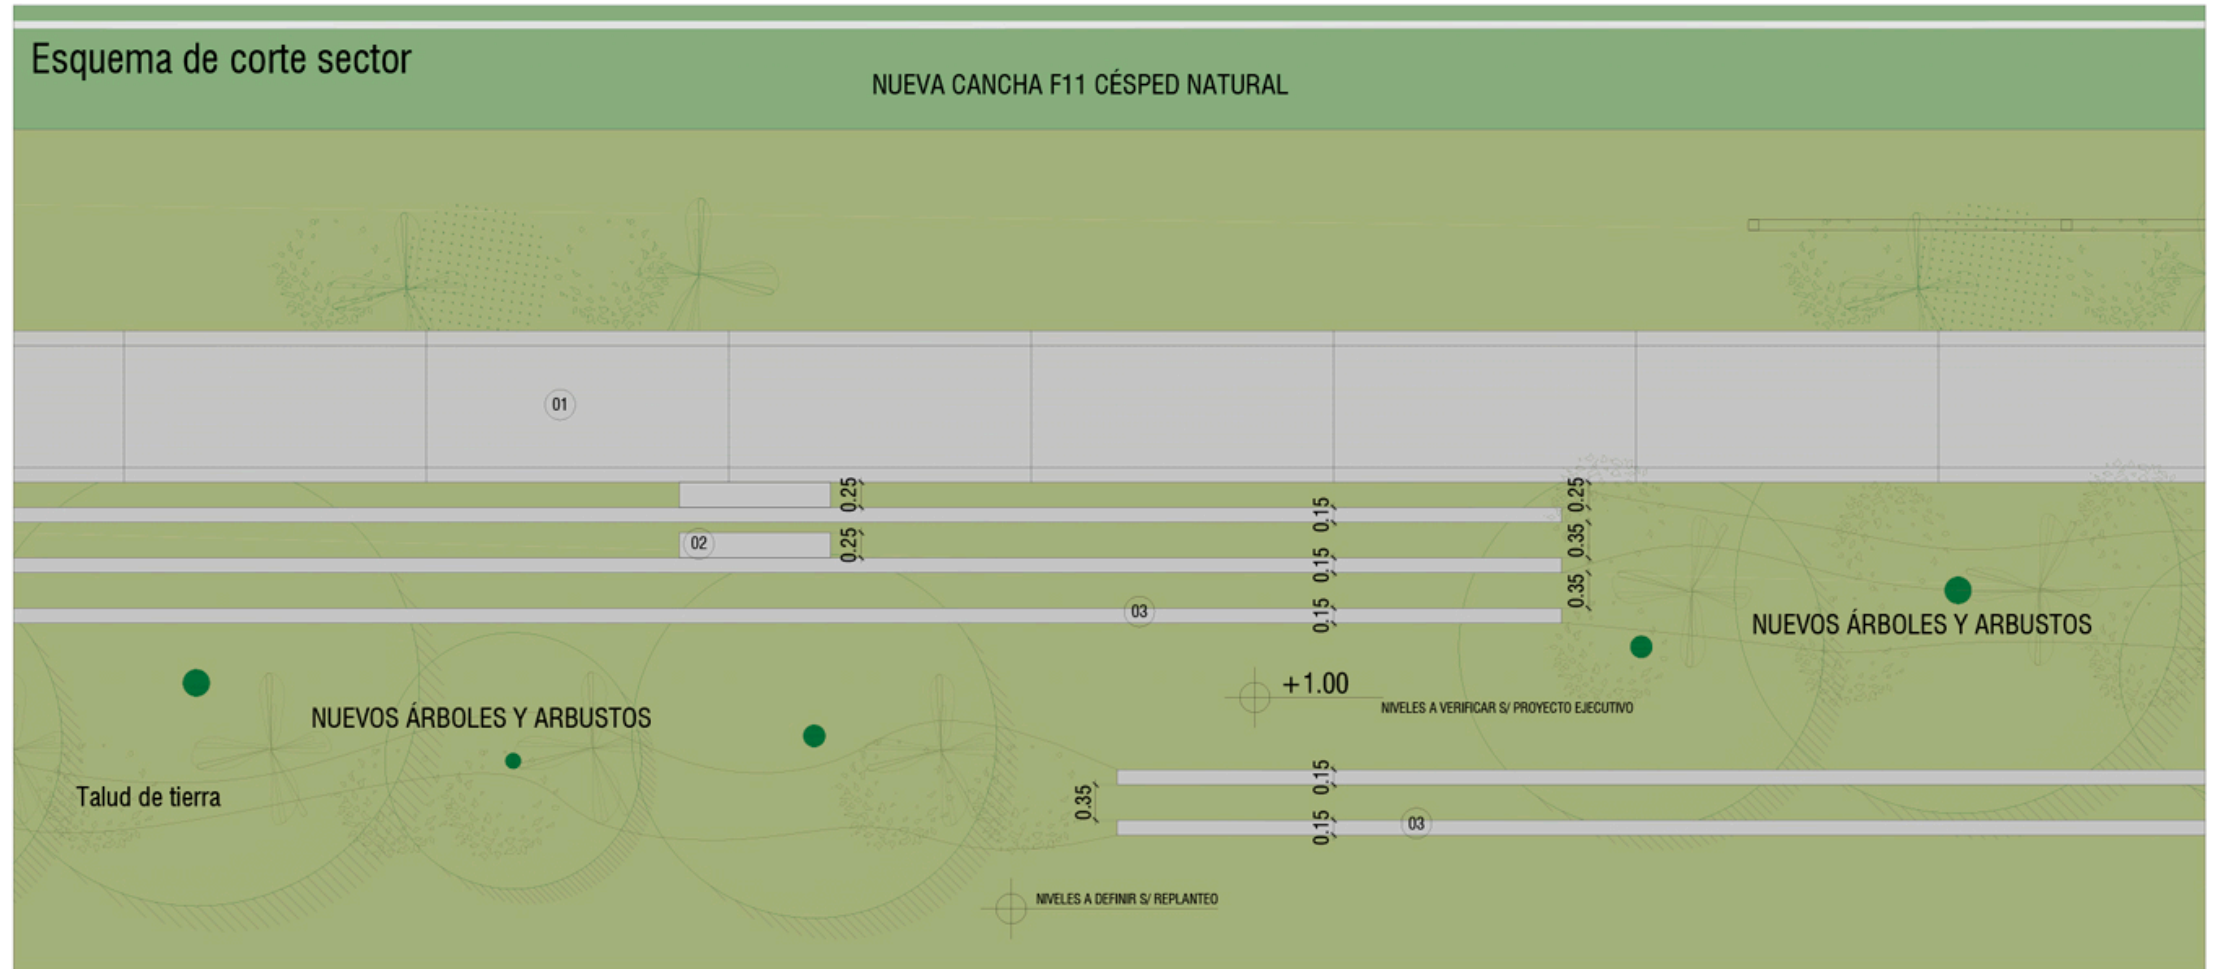 Esquema de corte sector
NUEVA CANCHA F11 CÉSPED NATURAL
01
0.25
0.25
0.15
02
0.25
0.35
0.15
0.35
03
0.15
NUEVOS ÁRBOLES Y ARBUSTOS
+1.00
NIVELES A VERIFICAR S/ PROYECTO EJECUTIVO
NUEVOS ÁRBOLES Y ARBUSTOS
Talud de tierra
0.15
0.35
0.15
03
NIVELES A DEFINIR S/ REPLANTEO